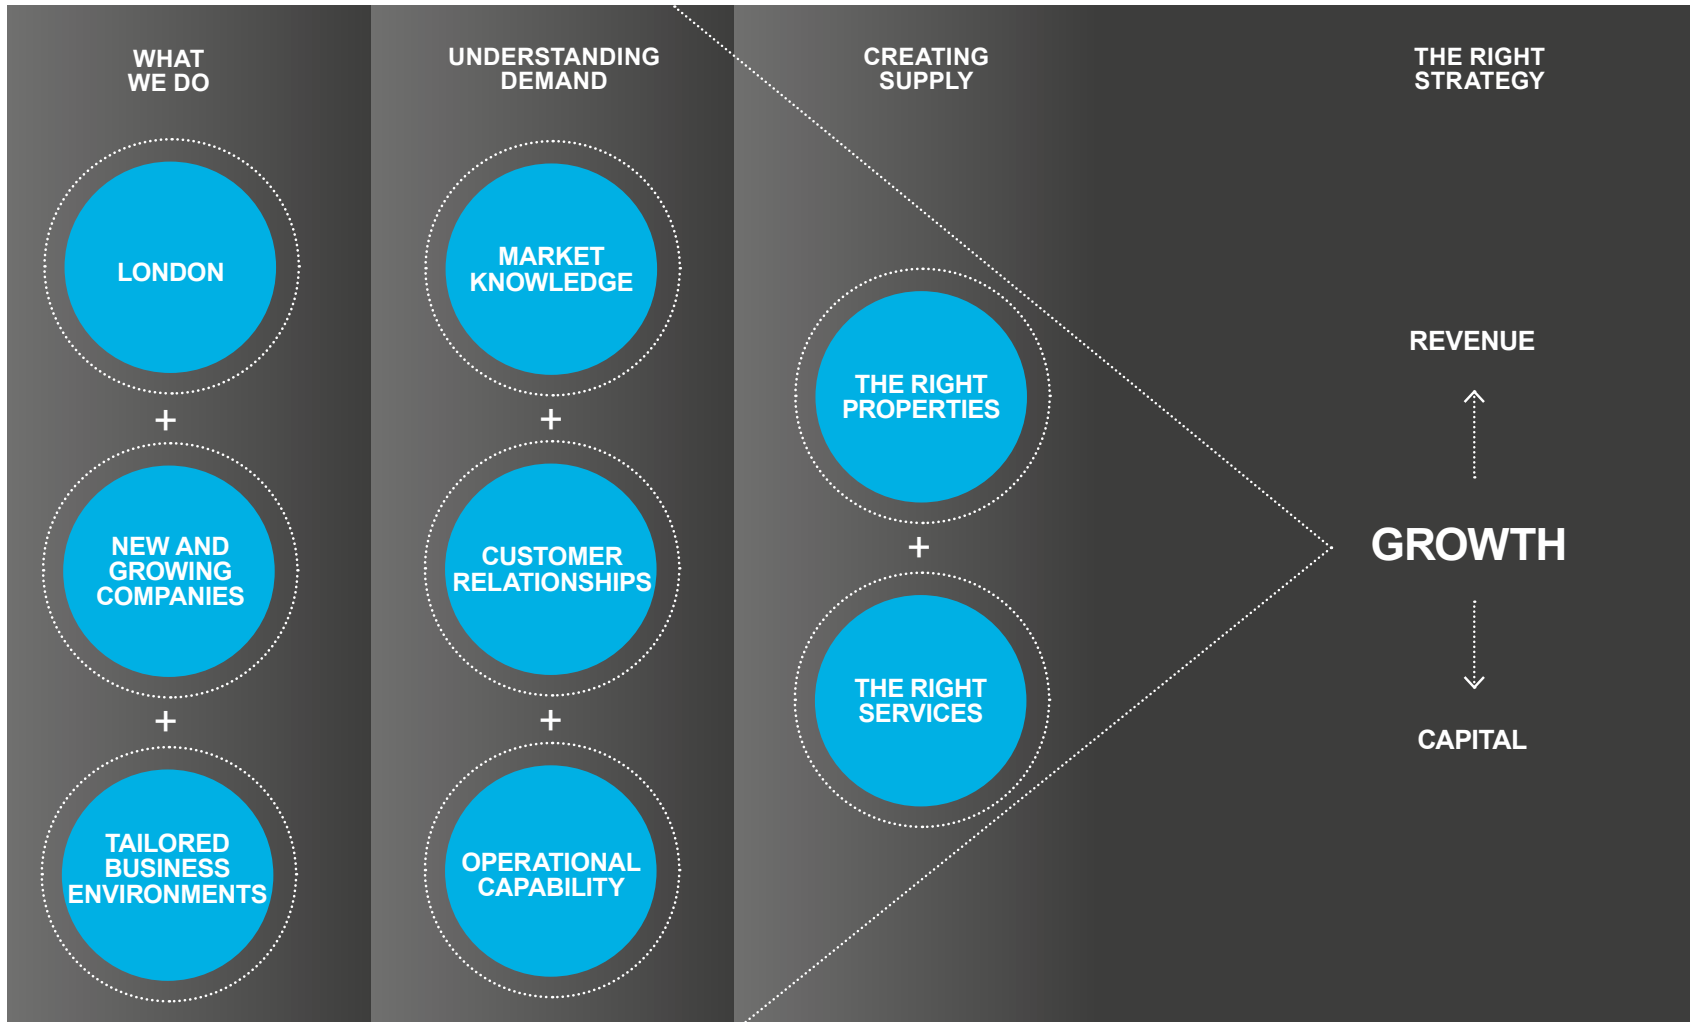 WHAT
WE DO
LONDON
+
NEW AND
GROWING
COMPANIES
+
TAILORED
BUSINESS
ENVIRONMENTS
UNDERSTANDING
DEMAND
MARKET
KNOWLEDGE
+
CUSTOMER
RELATIONSHIPS
+
OPERATIONAL
CAPABILITY
CREATING
SUPPLY
THE RIGHT
PROPERTIES
+
THE RIGHT
SERVICES
THE RIGHT
STRATEGY
REVENUE
GROWTH
CAPITAL